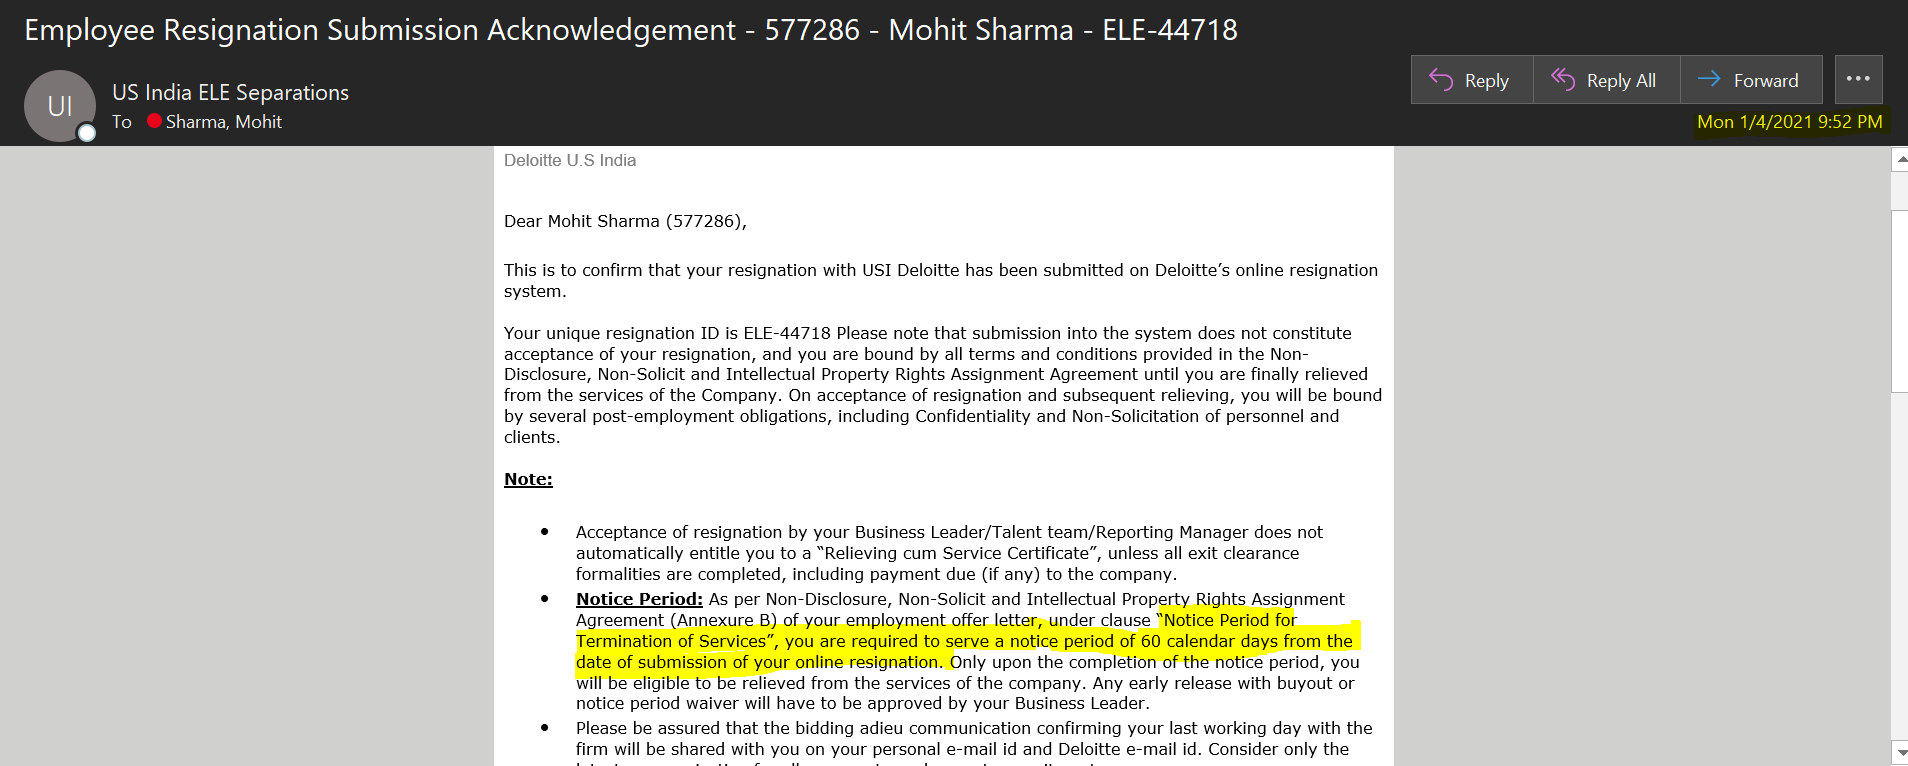 Employee Resignation Submission Acknowledgement - 577286 - Mohit Sharma - ELE-44718
UI
US India ELE Separations
To Sharma, Mohit
Reply
Reply All
Forward
Mon 1/4/2021 9:52 PM
Deloitte U.S India
Dear Mohit Sharma (577286),
This is to confirm that your resignation with USI Deloitte has been submitted on Deloitte’s online resignation
system.
Your unique resignation ID is ELE-44718 Please note that submission into the system does not constitute
acceptance of your resignation, and you are bound by all terms and conditions provided in the Non-
Disclosure, Non-Solicit and Intellectual Property Rights Assignment Agreement until you are finally relieved
from the services of the Company. On acceptance of resignation and subsequent relieving, you will be bound
by several post-employment obligations, including Confidentiality and Non-Solicitation of personnel and
clients.
Note:
• Acceptance of resignation by your Business Leader/Talent team/Reporting Manager does not
automatically entitle you to a “Relieving cum Service Certificate”, unless all exit clearance
formalities are completed, including payment due (if any) to the company.
• Notice Period: As per Non-Disclosure, Non-Solicit and Intellectual Property Rights Assignment
Agreement (Annexure B) of your employment offer letter, under clause “Notice Period for
Termination of Services”, you are required to serve a notice period of 60 calendar days from the
date of submission of your online resignation. Only upon the completion of the notice period, you
will be eligible to be relieved from the services of the company. Any early release with buyout or
notice period waiver will have to be approved by your Business Leader.
• Please be assured that the bidding adieu communication confirming your last working day with the
firm will be shared with you on your personal e-mail id and Deloitte e-mail id. Consider only the